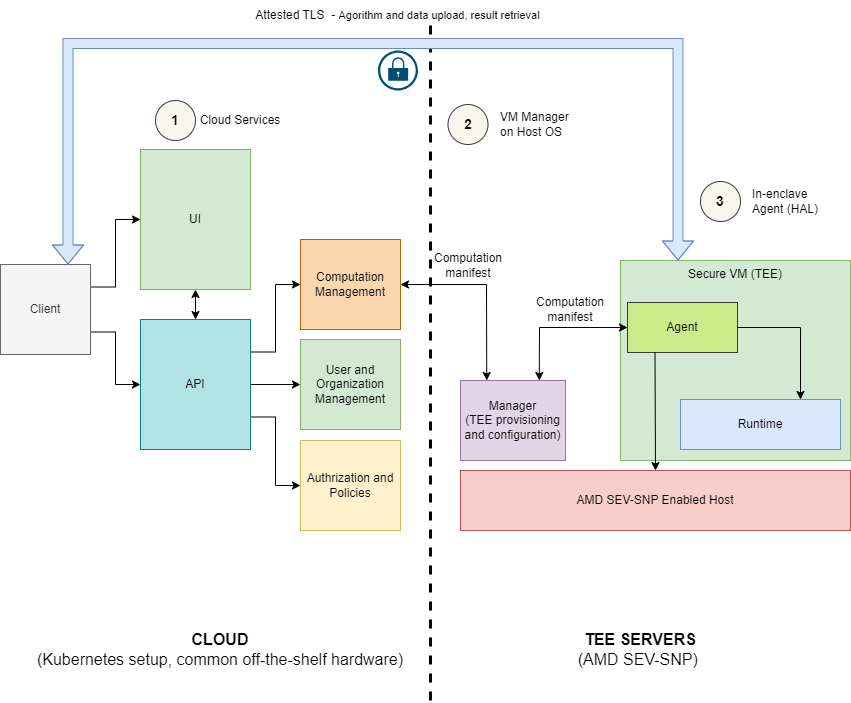 Attested TLS - Agorithm and data upload, result retrieval
1
Cloud Services
2
VM Manager
on Host OS
3
In-enclave
Agent (HAL)
UI
Client
API
Computation
Management
User and
Organization
Management
Authrization and
Policies
Computation
manifest
Computation
manifest
Secure VM (TEE)
Agent
Runtime
Manager
(TEE provisioning
and configuration)
AMD SEV-SNP Enabled Host
CLOUD
(Kubernetes setup, common off-the-shelf hardware)
TEE SERVERS
(AMD SEV-SNP)